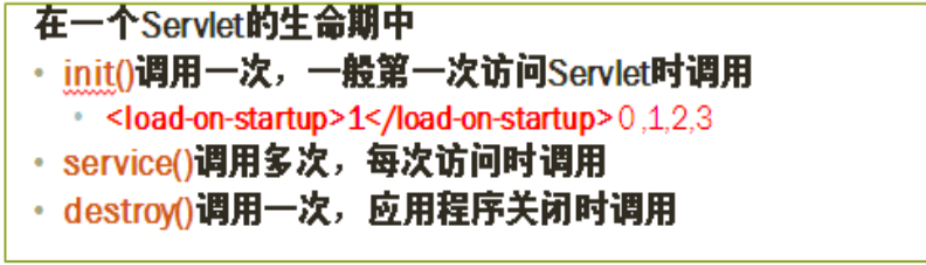 在一个Servlet的生命期中
• init()调用一次，一般第一次访问Servlet时调用
• <load-on-startup>1</load-on-startup> 0 ,1,2,3
• service()调用多次，每次访问时调用
• destroy()调用一次，应用程序关闭时调用